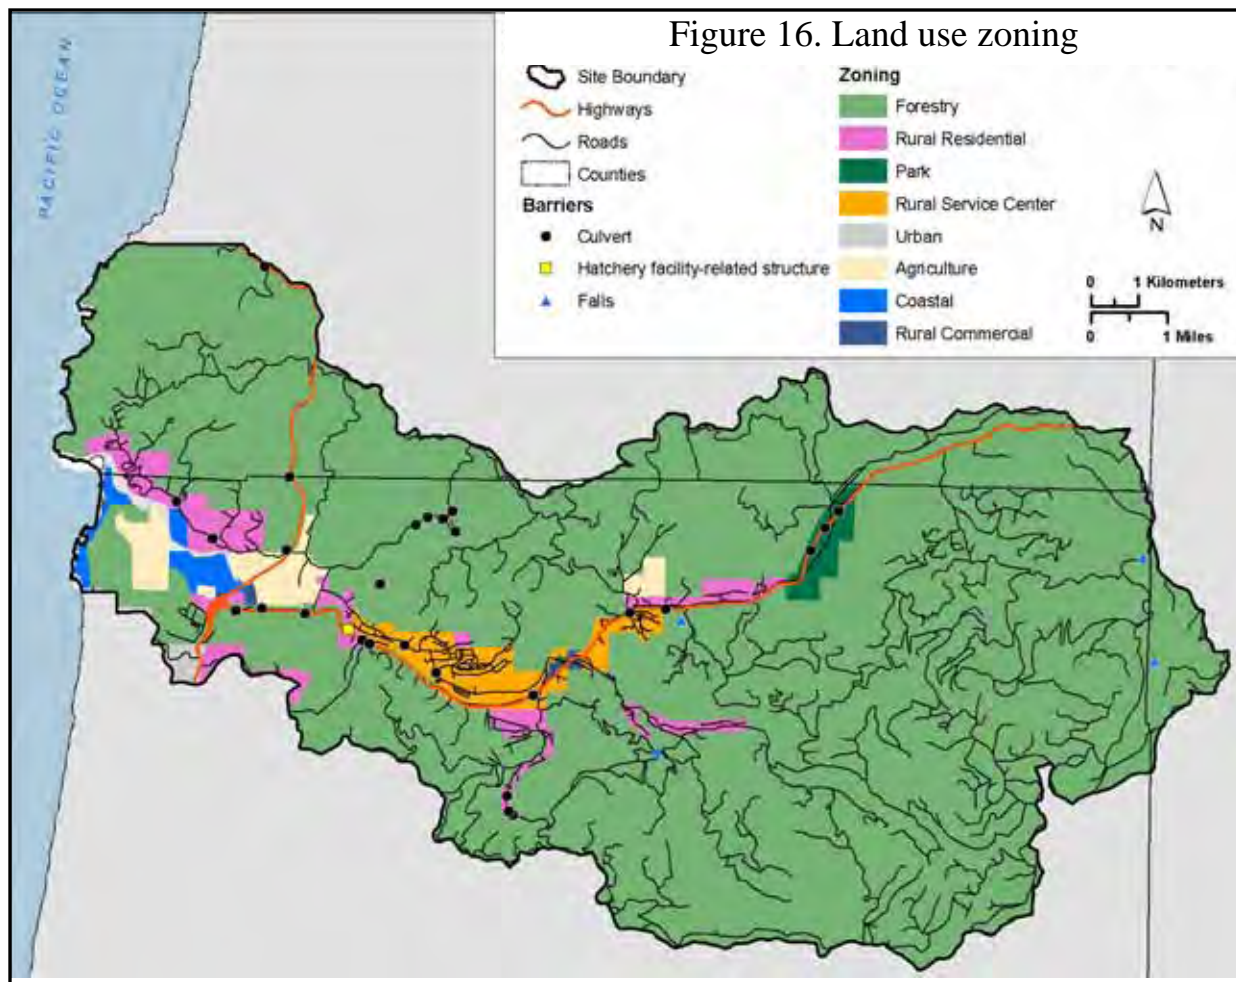 Figure 16. Land use zoning
PACIFIC OCEAN
Site Boundary
Highways
Roads
Counties
Barriers
Culvert
Hatchery facility-related structure
Falls
Zoning
Forestry
Rural Residential
Park
Rural Service Center
Urban
Agriculture
Coastal
Rural Commercial
N
0 1 Kilometers
0 1 Miles